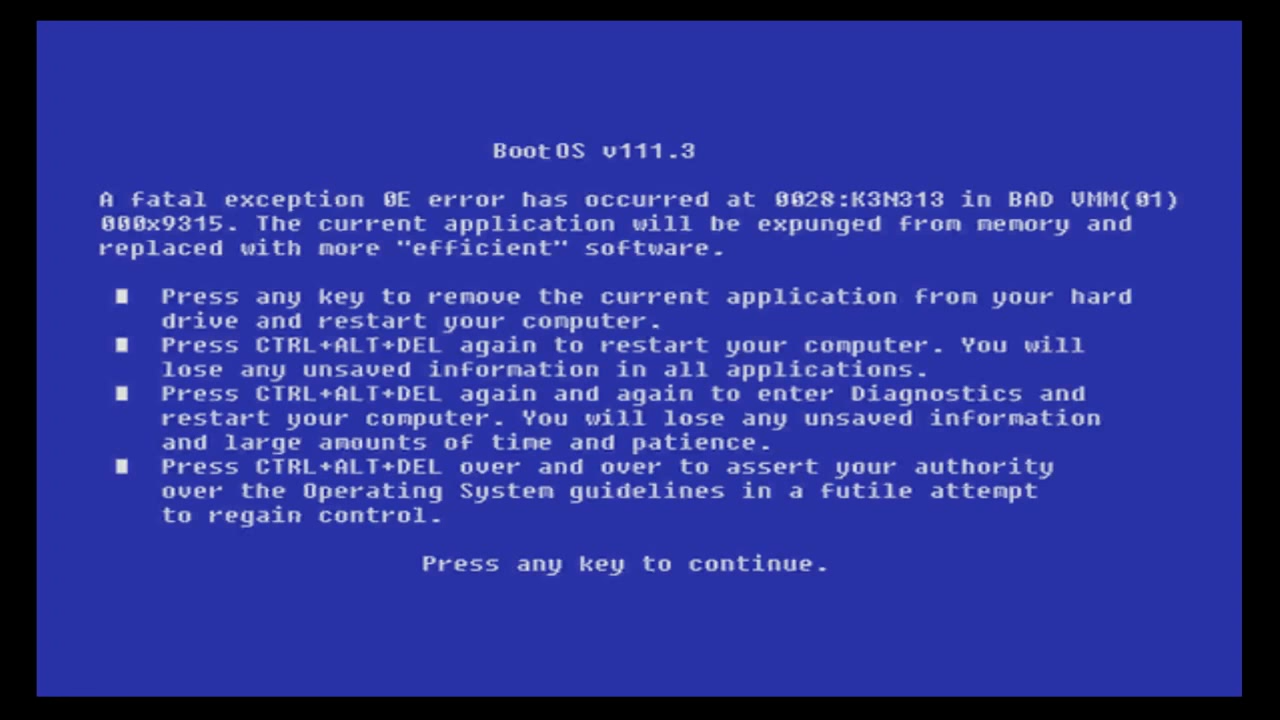 BootOS v111.3
A fatal exception 0E error has occurred at 0028:K3N313 in BAD VMM(01)
000x9315. The current application will be expunged from memory and
replaced with more "efficient" software.
Press any key to remove the current application from your hard
drive and restart your computer.
Press CTRL+ALT+DEL again to restart your computer. You will
lose any unsaved information in all applications.
Press CTRL+ALT+DEL again and again to enter Diagnostics and
restart your computer. You will lose any unsaved information
and large amounts of time and patience.
Press CTRL+ALT+DEL over and over to assert your authority
over the Operating System guidelines in a futile attempt
to regain control.
Press any key to continue.